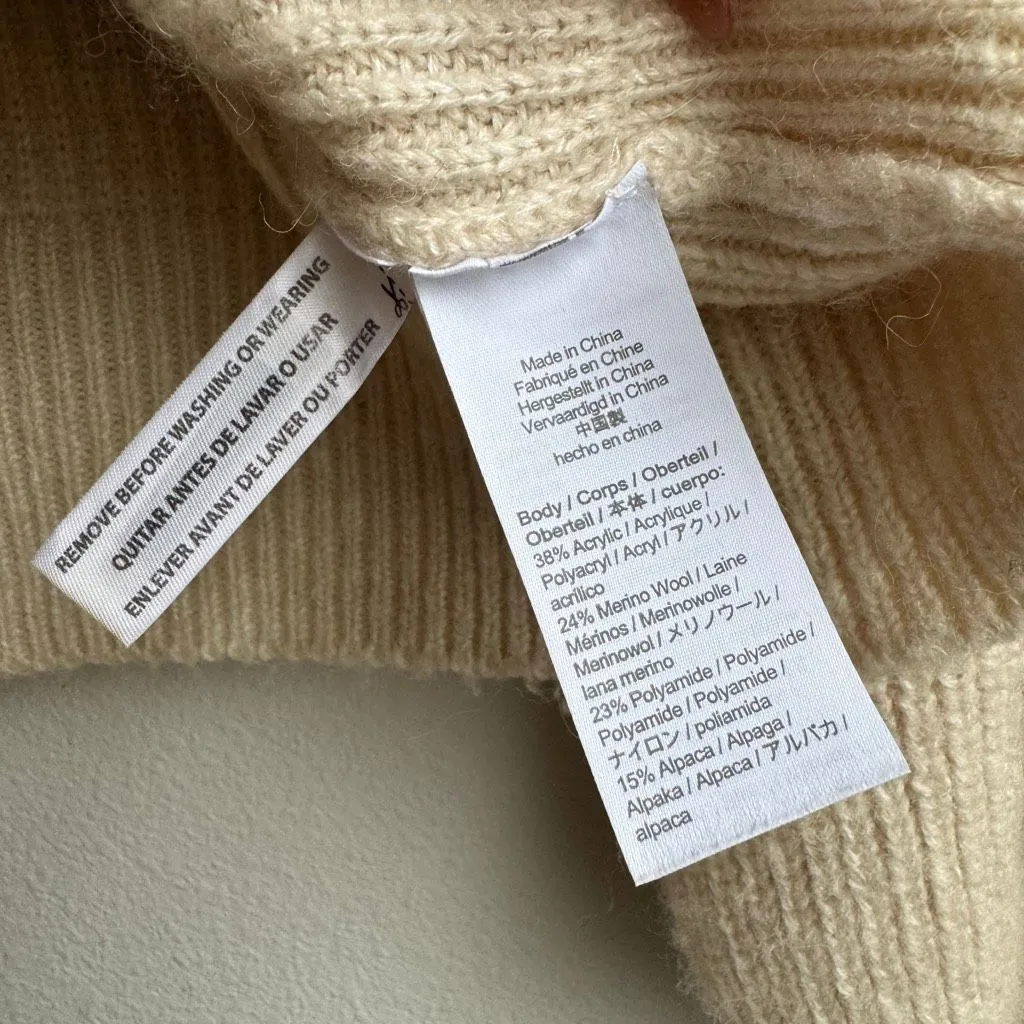 REMOVE BEFORE WASHING OR WEARING
QUITAR ANTES DE LAVAR O USAR
ENLEVER AVANT DE LAVER OU PORTER
Made in China
Fabriqué en Chine
Hergestellt in China
Vervaardigd in China
中国製
hecho en china
Body / Corps / Oberteil /
Oberteil / 本体 / cuerpo:
38% Acrylic / Acrylique /
Polyacryl / Acryl / アクリル /
acrílico
24% Merino Wool / Laine
Mérinos / Merinowolle /
Merinowol / メリノウール /
lana merino
23% Polyamide / Polyamide /
Polyamide / Polyamide /
ナイロン / poliamida
15% Alpaca / Alpaga /
Alpaka / Alpaca / アルパカ /
alpaca